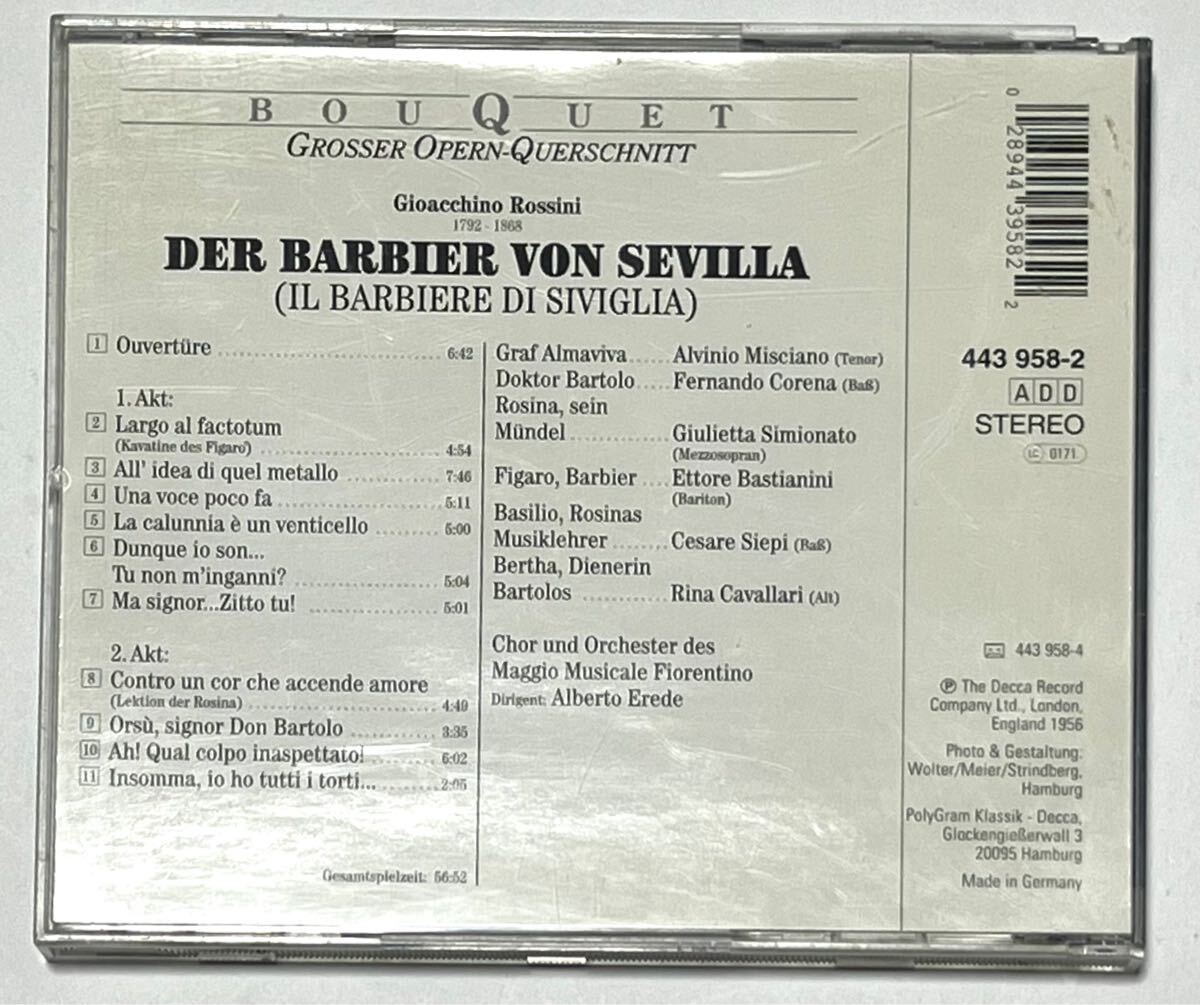 BOUQUET
GROSSER OPERN-QUERSCHNITT
Gioacchino Rossini
1792 - 1868
DER BARBIER VON SEVILLA
(IL BARBIERE DI SIVIGLIA)
1 Ouvertüre 6:42
1. Akt:
2 Largo al factotum
(Kavatine des Figaro) 4:54
3 All' idea di quel metallo 7:46
4 Una voce poco fa 5:11
5 La calunnia è un venticello 5:00
6 Dunque io son...
Tu non m'inganni? 5:04
7 Ma signor...Zitto tu! 5:01
2. Akt:
8 Contro un cor che accende amore
(Lektion der Rosina) 4:49
9 Orsù, signor Don Bartolo 3:35
10 Ah! Qual colpo inaspettato! 6:02
11 Insomma, io ho tutti i torti... 2:05
Gesamtspielzeit: 56:52
Graf Almaviva Alvinio Misciano (Tenor)
Doktor Bartolo Fernando Corena (Baß)
Rosina, sein
Mündel Giulietta Simionato
(Mezzosopran)
Figaro, Barbier Ettore Bastianini
(Bariton)
Basilio, Rosinas
Musiklehrer Cesare Siepi (Baß)
Bertha, Dienerin
Bartolos Rina Cavallari (Alt)
Chor und Orchester des
Maggio Musicale Fiorentino
Dirigent: Alberto Erede
0 28944 39582 2
443 958-2
ADD
STEREO
LC 0171
443 958-4
℗ The Decca Record
Company Ltd., London,
England 1956
Photo & Gestaltung:
Wolter/Meier/Strindberg,
Hamburg
PolyGram Klassik - Decca,
Glockengießerwall 3
20095 Hamburg
Made in Germany